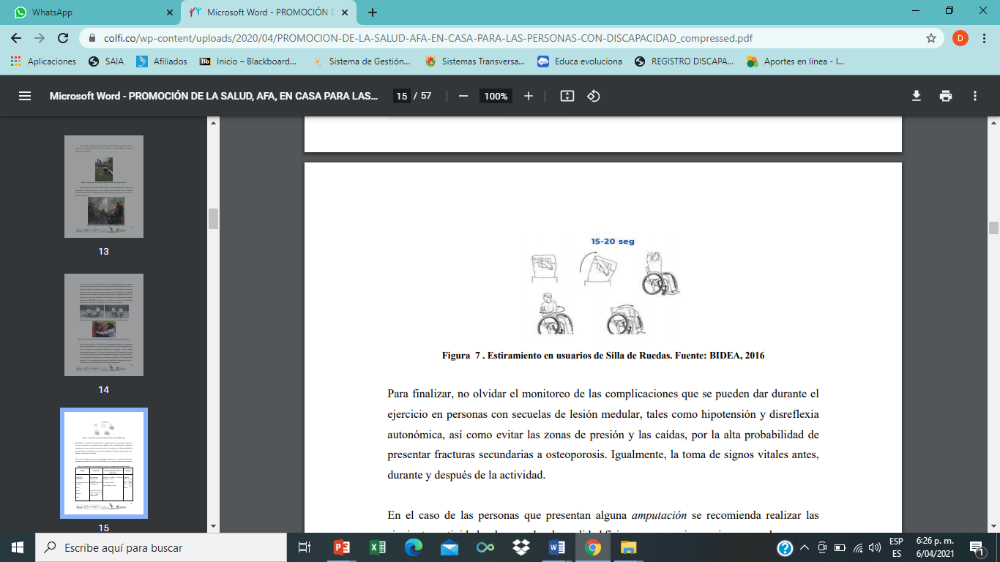 WhatsApp
Microsoft Word - PROMOCIÓN D
colfi.co/wp-content/uploads/2020/04/PROMOCION-DE-LA-SALUD-AFA-EN-CASA-PARA-LAS-PERSONAS-CON-DISCAPACIDAD_compressed.pdf
D
Aplicaciones
SAIA
Afiliados
Bb
Inicio – Blackboard...
Sistema de Gestión...
Sistemas Transversa...
Educa evoluciona
REGISTRO DISCAPA...
Aportes en línea - I...
Microsoft Word - PROMOCIÓN DE LA SALUD, AFA, EN CASA PARA LAS...
15 / 57
100%
13
14
15
15-20 seg
Figura 7 . Estiramiento en usuarios de Silla de Ruedas. Fuente: BIDEA, 2016
Para finalizar, no olvidar el monitoreo de las complicaciones que se pueden dar durante el
ejercicio en personas con secuelas de lesión medular, tales como hipotensión y disreflexia
autonómica, así como evitar las zonas de presión y las caídas, por la alta probabilidad de
presentar fracturas secundarias a osteoporosis. Igualmente, la toma de signos vitales antes,
durante y después de la actividad.
En el caso de las personas que presentan alguna amputación se recomienda realizar las
Escribe aquí para buscar
ESP
ES
6:26 p. m.
6/04/2021
1